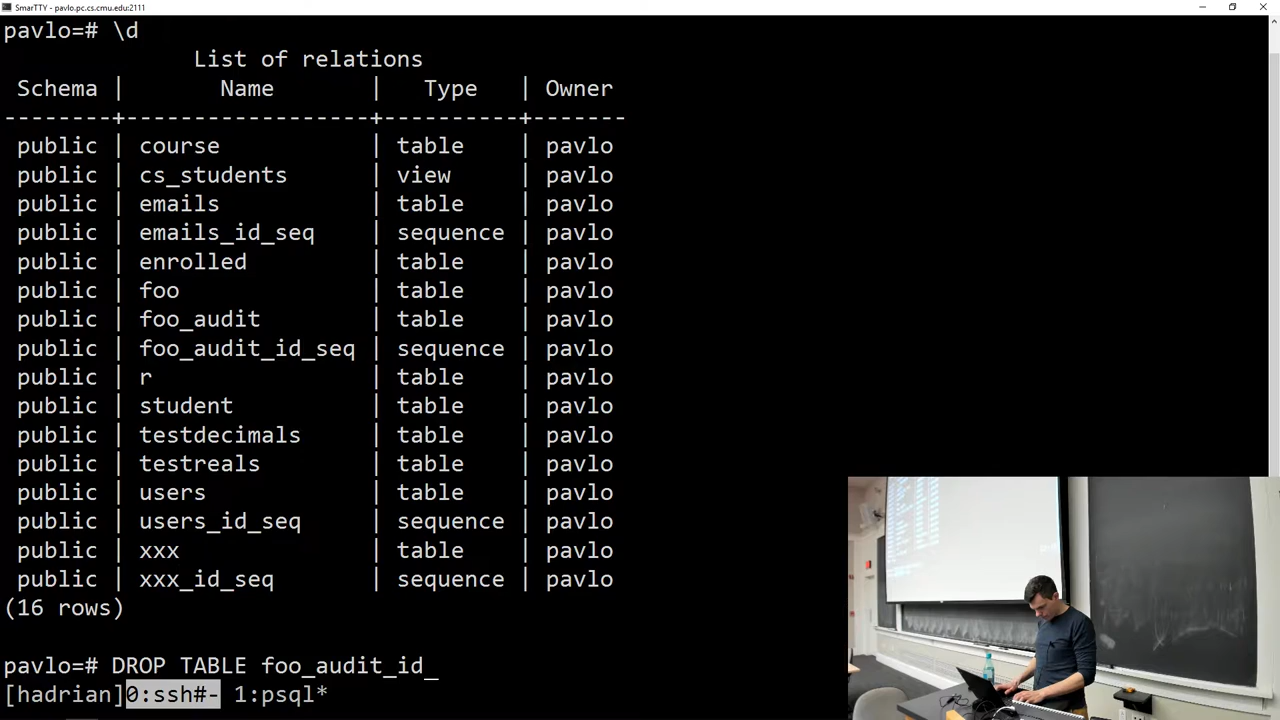 SmarTTY - pavlo.pc.cs.cmu.edu:2111
pavlo=# \d
List of relations
Schema | Name | Type | Owner
--------+------------------+----------+-------
public | course | table | pavlo
public | cs_students | view | pavlo
public | emails | table | pavlo
public | emails_id_seq | sequence | pavlo
public | enrolled | table | pavlo
public | foo | table | pavlo
public | foo_audit | table | pavlo
public | foo_audit_id_seq | sequence | pavlo
public | r | table | pavlo
public | student | table | pavlo
public | testdecimals | table | pavlo
public | testreals | table | pavlo
public | users | table | pavlo
public | users_id_seq | sequence | pavlo
public | xxx | table | pavlo
public | xxx_id_seq | sequence | pavlo
(16 rows)
pavlo=# DROP TABLE foo_audit_id_
[hadrian]0:ssh#- 1:psql*